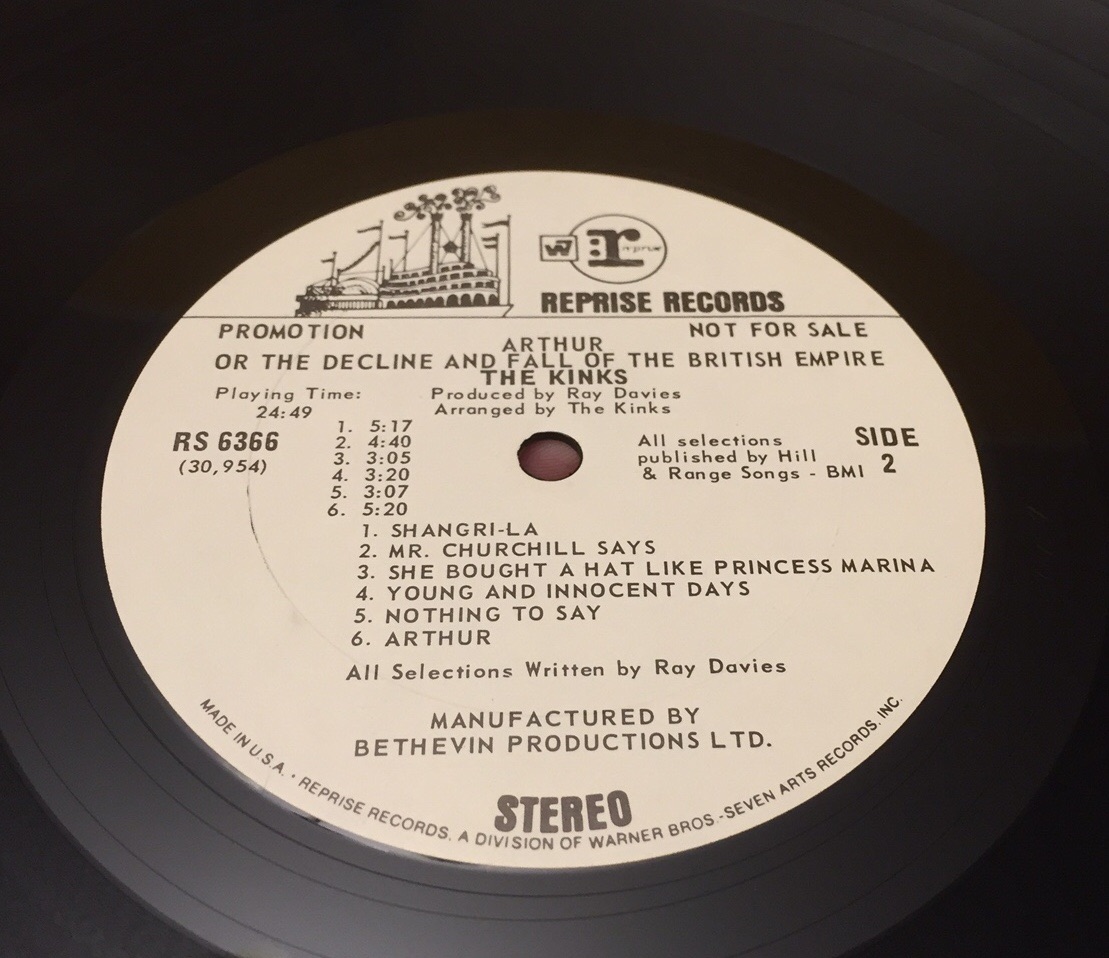 W7 r reprise
REPRISE RECORDS
PROMOTION NOT FOR SALE
ARTHUR
OR THE DECLINE AND FALL OF THE BRITISH EMPIRE
THE KINKS
Playing Time: Produced by Ray Davies
24:49 Arranged by The Kinks
RS 6366
(30,954)
1. 5:17
2. 4:40
3. 3:05
4. 3:20
5. 3:07
6. 5:20
All selections
published by Hill
& Range Songs - BMI
SIDE
2
1. SHANGRI-LA
2. MR. CHURCHILL SAYS
3. SHE BOUGHT A HAT LIKE PRINCESS MARINA
4. YOUNG AND INNOCENT DAYS
5. NOTHING TO SAY
6. ARTHUR
All Selections Written by Ray Davies
MANUFACTURED BY
BETHEVIN PRODUCTIONS LTD.
STEREO
MADE IN U.S.A. • REPRISE RECORDS, A DIVISION OF WARNER BROS.-SEVEN ARTS RECORDS, INC.